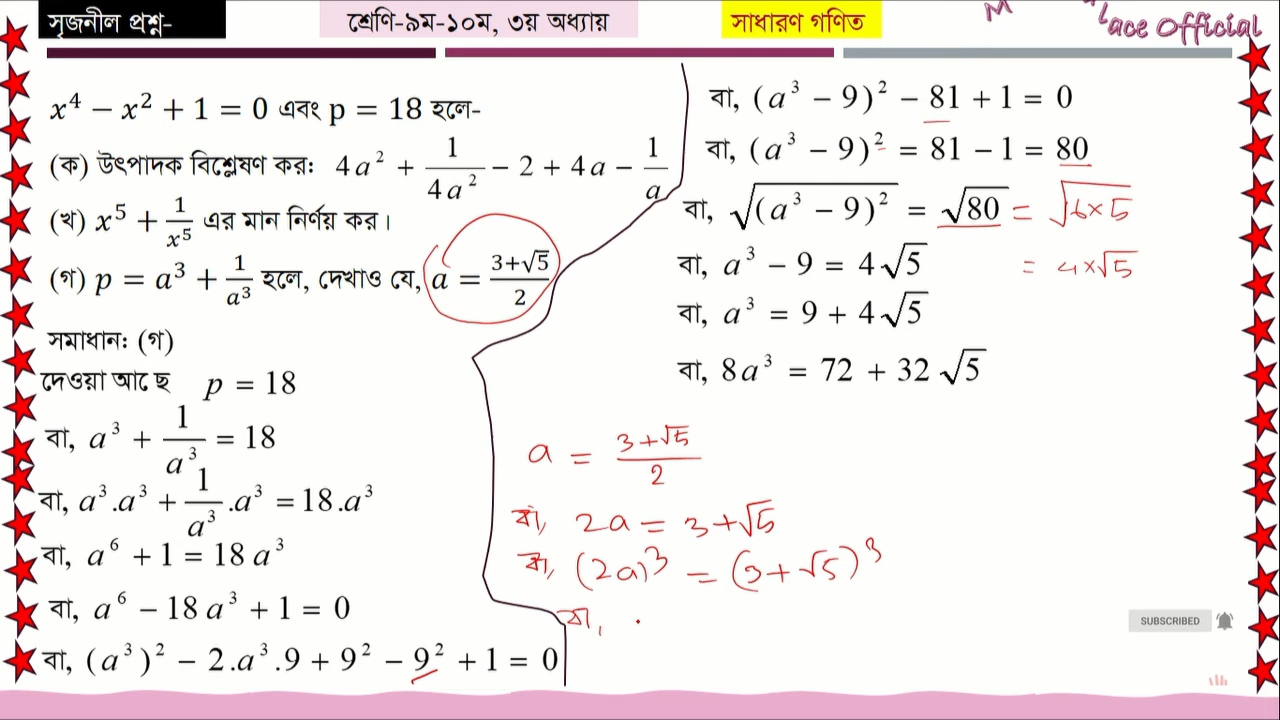 সৃজনীল প্রশ্ন-
শ্রেণি-৯ম-১০ম, ৩য় অধ্যায়
সাধারণ গণিত
lace Official
x⁴ − x² + 1 = 0 এবং p = 18 হলে-
(ক) উৎপাদক বিশ্লেষণ কর: 4a² + 1/4a² − 2 + 4a − 1/a
(খ) x⁵ + 1/x⁵ এর মান নির্ণয় কর।
(গ) p = a³ + 1/a³ হলে, দেখাও যে, a = (3+√5)/2
সমাধান: (গ)
দেওয়া আছে p = 18
বা, a³ + 1/a³ = 18
বা, a³.a³ + 1/a³ .a³ = 18.a³
বা, a⁶ + 1 = 18 a³
বা, a⁶ − 18 a³ + 1 = 0
বা, (a³)² − 2.a³.9 + 9² − 9² + 1 = 0
বা, (a³ − 9)² − 81 + 1 = 0
বা, (a³ − 9)² = 81 − 1 = 80
বা, √(a³ − 9)² = √80 = √16×5
বা, a³ − 9 = 4√5 = 4×√5
বা, a³ = 9 + 4√5
বা, 8a³ = 72 + 32√5
a = (3+√5)/2
বা, 2a = 3+√5
বা, (2a)³ = (3+√5)³
বা,
SUBSCRIBED